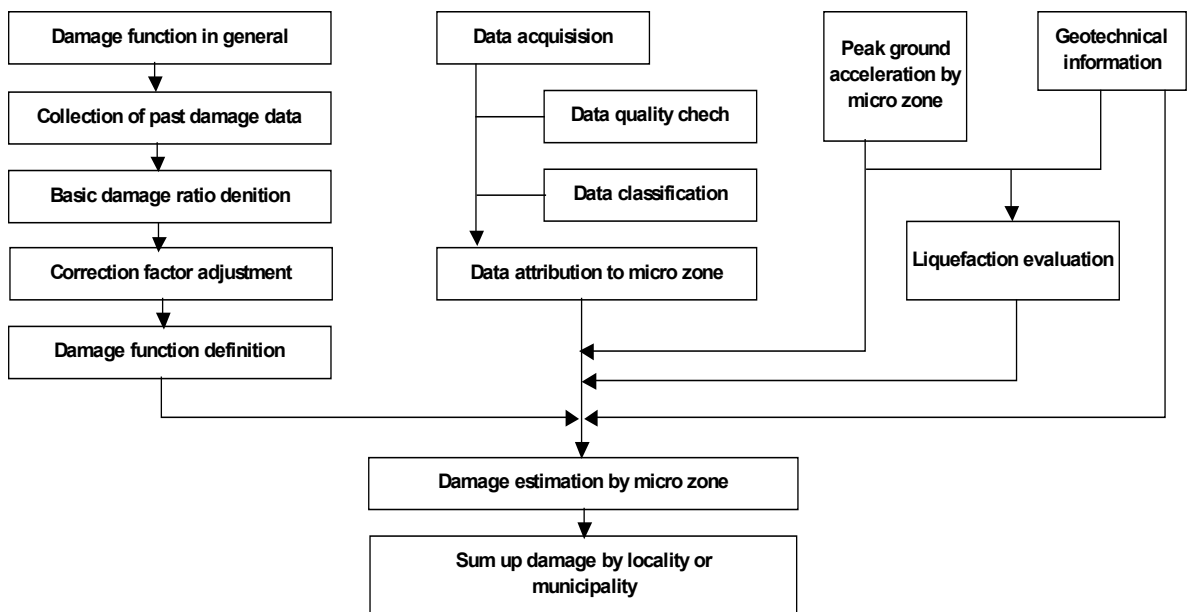 Damage function in general
Collection of past damage data
Basic damage ratio denition
Correction factor adjustment
Damage function definition
Data acquisision
Data quality chech
Data classification
Data attribution to micro zone
Peak ground
acceleration by
micro zone
Geotechnical
information
Liquefaction evaluation
Damage estimation by micro zone
Sum up damage by locality or
municipality